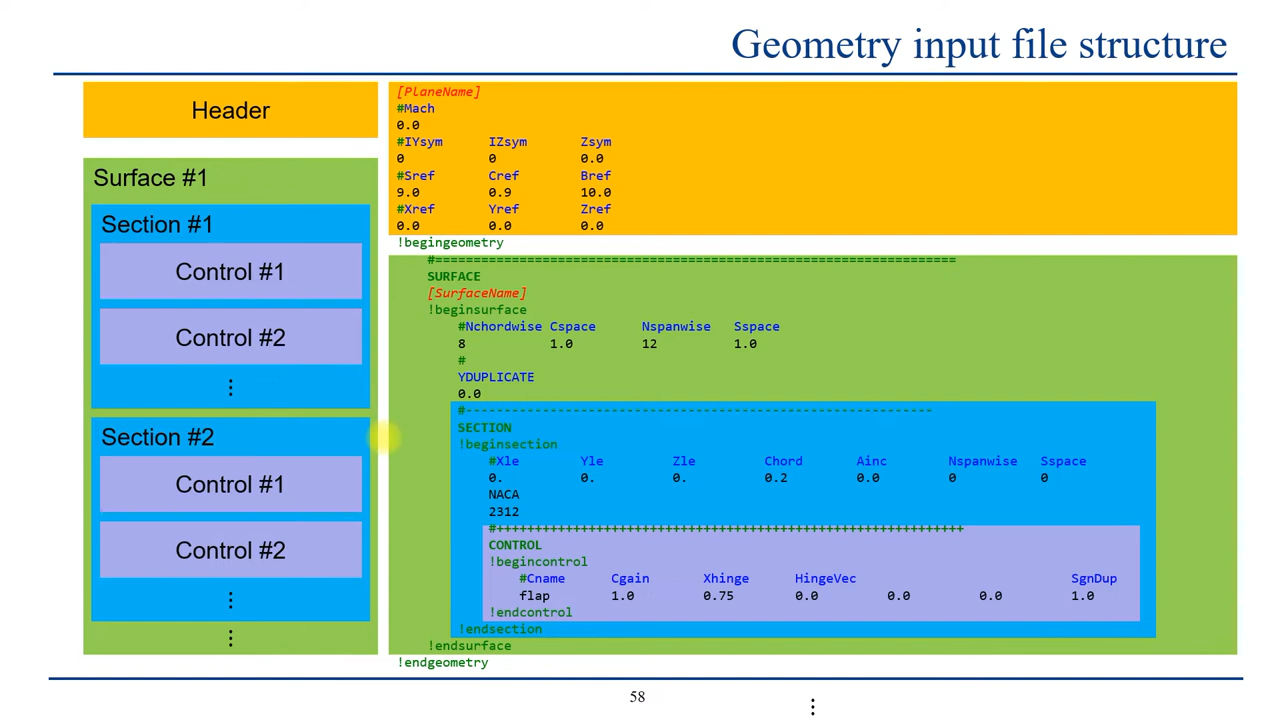 Geometry input file structure
Header
Surface #1
Section #1
Control #1
Control #2
⋮
Section #2
Control #1
Control #2
⋮
⋮
[PlaneName]
#Mach
0.0
#IYsym IZsym Zsym
0 0 0.0
#Sref Cref Bref
9.0 0.9 10.0
#Xref Yref Zref
0.0 0.0 0.0
!begingeometry
#====================================================================
SURFACE
[SurfaceName]
!beginsurface
#Nchordwise Cspace Nspanwise Sspace
8 1.0 12 1.0
#
YDUPLICATE
0.0
#-------------------------------------------------------------
SECTION
!beginsection
#Xle Yle Zle Chord Ainc Nspanwise Sspace
0. 0. 0. 0.2 0.0 0 0
NACA
2312
#+++++++++++++++++++++++++++++++++++++++++++++++++++++++++++++
CONTROL
!begincontrol
#Cname Cgain Xhinge HingeVec SgnDup
flap 1.0 0.75 0.0 0.0 0.0 1.0
!endcontrol
!endsection
!endsurface
!endgeometry
58
⋮